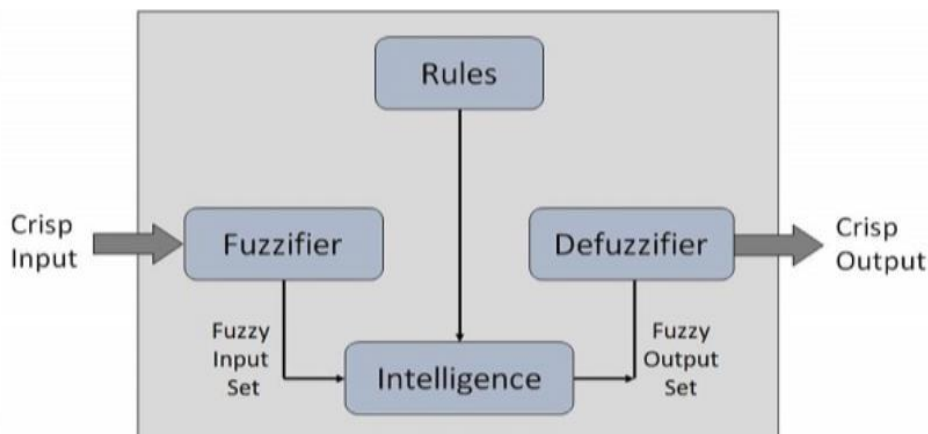 Rules
Crisp
Input
Fuzzifier
Defuzzifier
Crisp
Output
Fuzzy
Input
Set
Fuzzy
Output
Set
Intelligence